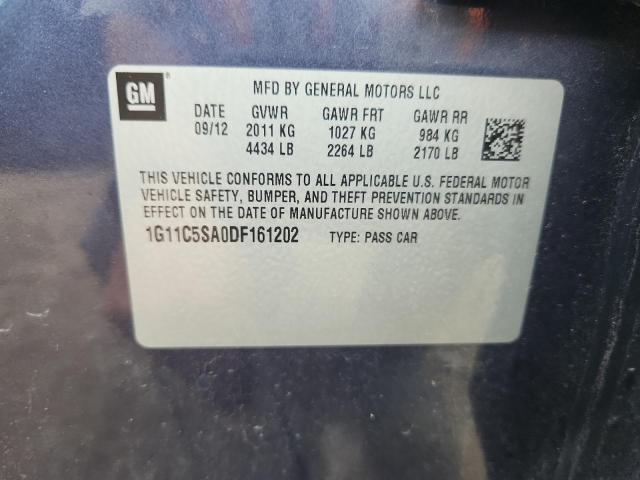 GM ®
MFD BY GENERAL MOTORS LLC
DATE GVWR GAWR FRT GAWR RR
09/12 2011 KG 1027 KG 984 KG
4434 LB 2264 LB 2170 LB
THIS VEHICLE CONFORMS TO ALL APPLICABLE U.S. FEDERAL MOTOR
VEHICLE SAFETY, BUMPER, AND THEFT PREVENTION STANDARDS IN
EFFECT ON THE DATE OF MANUFACTURE SHOWN ABOVE.
1G11C5SA0DF161202 TYPE: PASS CAR